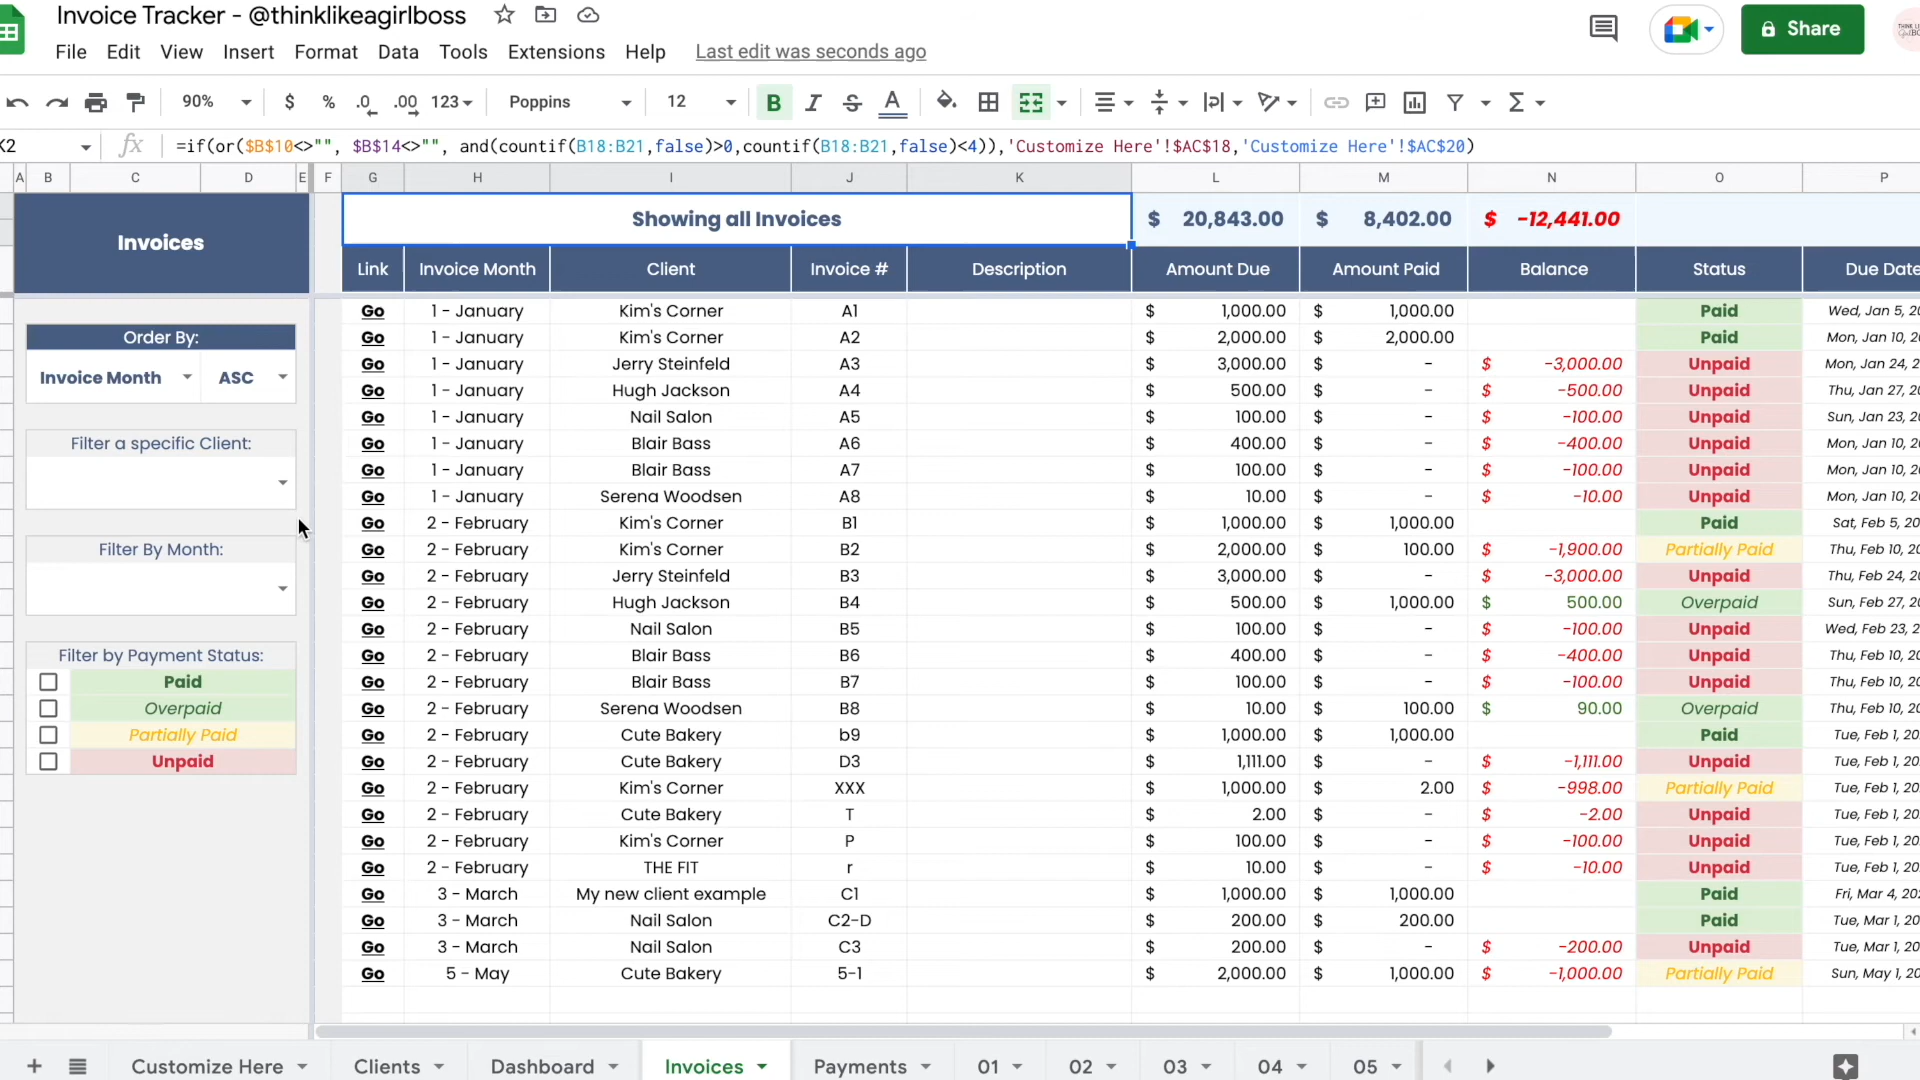 Invoice Tracker - @thinklikeagirlboss
File Edit View Insert Format Data Tools Extensions Help Last edit was seconds ago
Share
90% $ % .0 .00 123 Poppins 12 B I S A
=if(or($B$10<>"", $B$14<>"", and(countif(B18:B21,false)>0,countif(B18:B21,false)<4)),'Customize Here'!$AC$18,'Customize Here'!$AC$20)
A B C D E F G H I J K L M N O P
Invoices
Showing all Invoices $ 20,843.00 $ 8,402.00 $ -12,441.00
Link Invoice Month Client Invoice # Description Amount Due Amount Paid Balance Status Due Date
Order By:
Invoice Month ASC
Filter a specific Client:
Filter By Month:
Filter by Payment Status:
Paid
Overpaid
Partially Paid
Unpaid
Go 1 - January Kim's Corner A1 $ 1,000.00 $ 1,000.00 Paid Wed, Jan 5, 20
Go 1 - January Kim's Corner A2 $ 2,000.00 $ 2,000.00 Paid Mon, Jan 10, 20
Go 1 - January Jerry Steinfeld A3 $ 3,000.00 $ - $ -3,000.00 Unpaid Mon, Jan 24, 2
Go 1 - January Hugh Jackson A4 $ 500.00 $ - $ -500.00 Unpaid Thu, Jan 27, 20
Go 1 - January Nail Salon A5 $ 100.00 $ - $ -100.00 Unpaid Sun, Jan 23, 20
Go 1 - January Blair Bass A6 $ 400.00 $ - $ -400.00 Unpaid Mon, Jan 10, 20
Go 1 - January Blair Bass A7 $ 100.00 $ - $ -100.00 Unpaid Mon, Jan 10, 20
Go 1 - January Serena Woodsen A8 $ 10.00 $ - $ -10.00 Unpaid Mon, Jan 10, 20
Go 2 - February Kim's Corner B1 $ 1,000.00 $ 1,000.00 Paid Sat, Feb 5, 20
Go 2 - February Kim's Corner B2 $ 2,000.00 $ 100.00 $ -1,900.00 Partially Paid Thu, Feb 10, 20
Go 2 - February Jerry Steinfeld B3 $ 3,000.00 $ - $ -3,000.00 Unpaid Thu, Feb 24, 20
Go 2 - February Hugh Jackson B4 $ 500.00 $ 1,000.00 $ 500.00 Overpaid Sun, Feb 27, 20
Go 2 - February Nail Salon B5 $ 100.00 $ - $ -100.00 Unpaid Wed, Feb 23, 2
Go 2 - February Blair Bass B6 $ 400.00 $ - $ -400.00 Unpaid Thu, Feb 10, 20
Go 2 - February Blair Bass B7 $ 100.00 $ - $ -100.00 Unpaid Thu, Feb 10, 20
Go 2 - February Serena Woodsen B8 $ 10.00 $ 100.00 $ 90.00 Overpaid Thu, Feb 10, 20
Go 2 - February Cute Bakery b9 $ 1,000.00 $ 1,000.00 Paid Tue, Feb 1, 20
Go 2 - February Cute Bakery D3 $ 1,111.00 $ - $ -1,111.00 Unpaid Tue, Feb 1, 20
Go 2 - February Kim's Corner XXX $ 1,000.00 $ 2.00 $ -998.00 Partially Paid Tue, Feb 1, 20
Go 2 - February Cute Bakery T $ 2.00 $ - $ -2.00 Unpaid Tue, Feb 1, 20
Go 2 - February Kim's Corner P $ 100.00 $ - $ -100.00 Unpaid Tue, Feb 1, 20
Go 2 - February THE FIT r $ 10.00 $ - $ -10.00 Unpaid Tue, Feb 1, 20
Go 3 - March My new client example C1 $ 1,000.00 $ 1,000.00 Paid Fri, Mar 4, 20
Go 3 - March Nail Salon C2-D $ 200.00 $ 200.00 Paid Tue, Mar 1, 20
Go 3 - March Nail Salon C3 $ 200.00 $ - $ -200.00 Unpaid Tue, Mar 1, 20
Go 5 - May Cute Bakery 5-1 $ 2,000.00 $ 1,000.00 $ -1,000.00 Partially Paid Sun, May 1, 20
Customize Here Clients Dashboard Invoices Payments 01 02 03 04 05